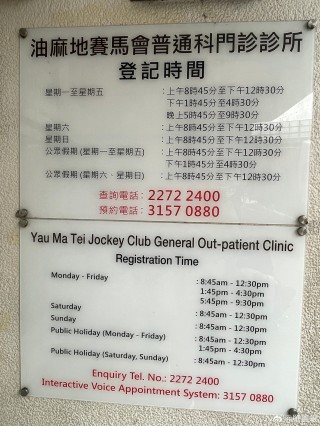 油麻地賽馬會普通科門診診所
登記時間
星期一至星期五 :上午8時45分至下午12時30分
下午1時45分至4時30分
晚上5時45分至9時30分
星期六 :上午8時45分至下午12時30分
星期日 :上午8時45分至下午12時30分
公眾假期(星期一至星期五) :上午8時45分至下午12時30分
下午1時45分至4時30分
公眾假期(星期六、星期日) :上午8時45分至下午12時30分
查詢電話:2272 2400
預約電話:3157 0880
Yau Ma Tei Jockey Club General Out-patient Clinic
Registration Time
Monday - Friday : 8:45am - 12:30pm
1:45pm - 4:30pm
5:45pm - 9:30pm
Saturday : 8:45am - 12:30pm
Sunday : 8:45am - 12:30pm
Public Holiday (Monday - Friday) : 8:45am - 12:30pm
1:45pm - 4:30pm
Public Holiday (Saturday, Sunday) : 8:45am - 12:30pm
Enquiry Tel. No.: 2272 2400
Interactive Voice Appointment System: 3157 0880